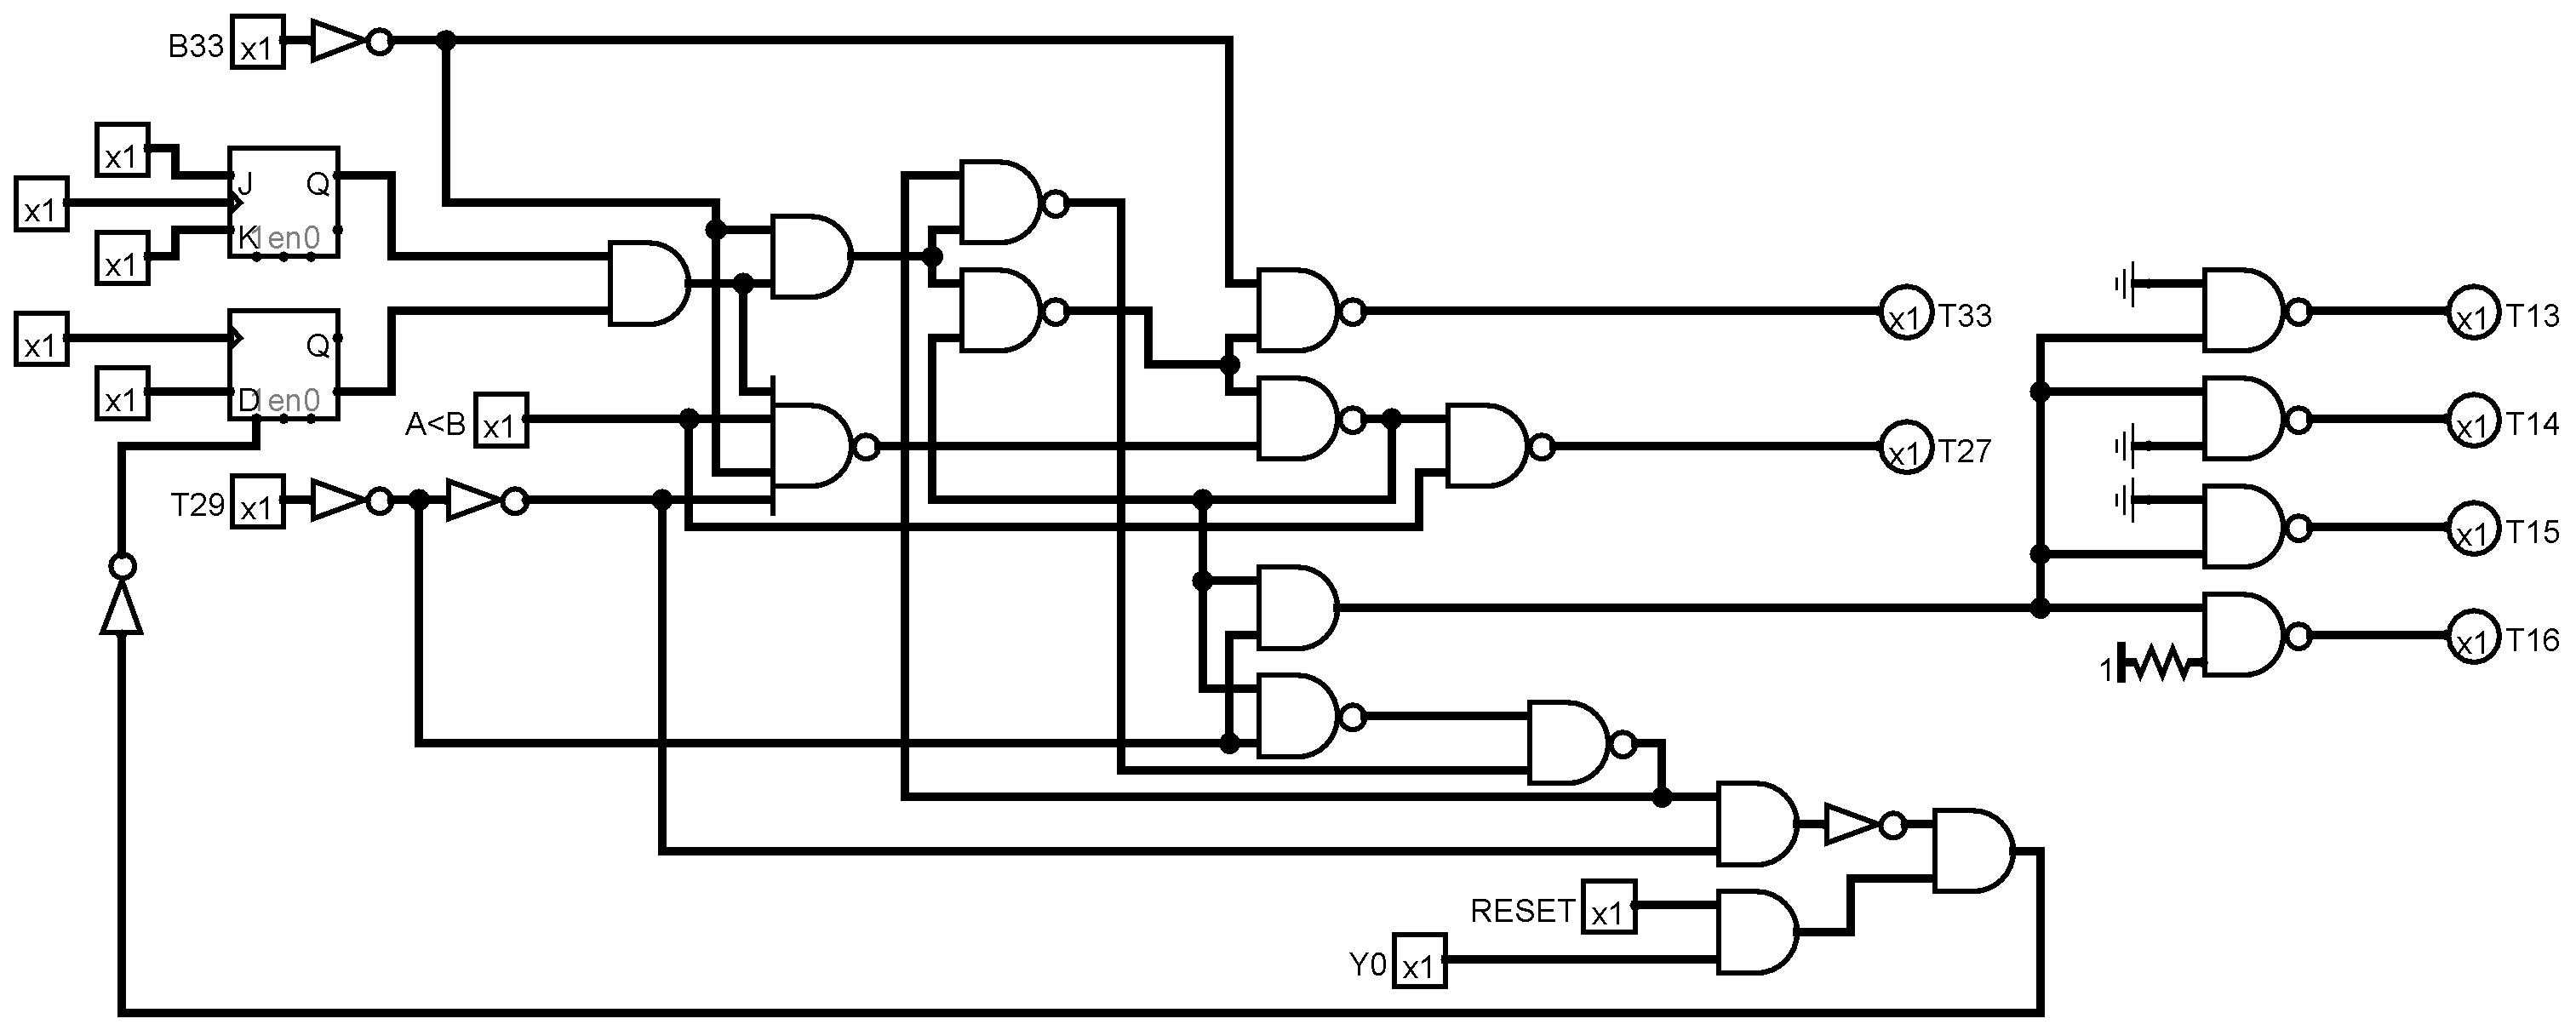 B33 x1
x1
J Q
x1
K 1en0
x1
x1 Q
x1 D 1en0
A<B x1
T29 x1
x1 T33
x1 T27
x1 T13
x1 T14
x1 T15
x1 T16
1
RESET x1
Y0 x1